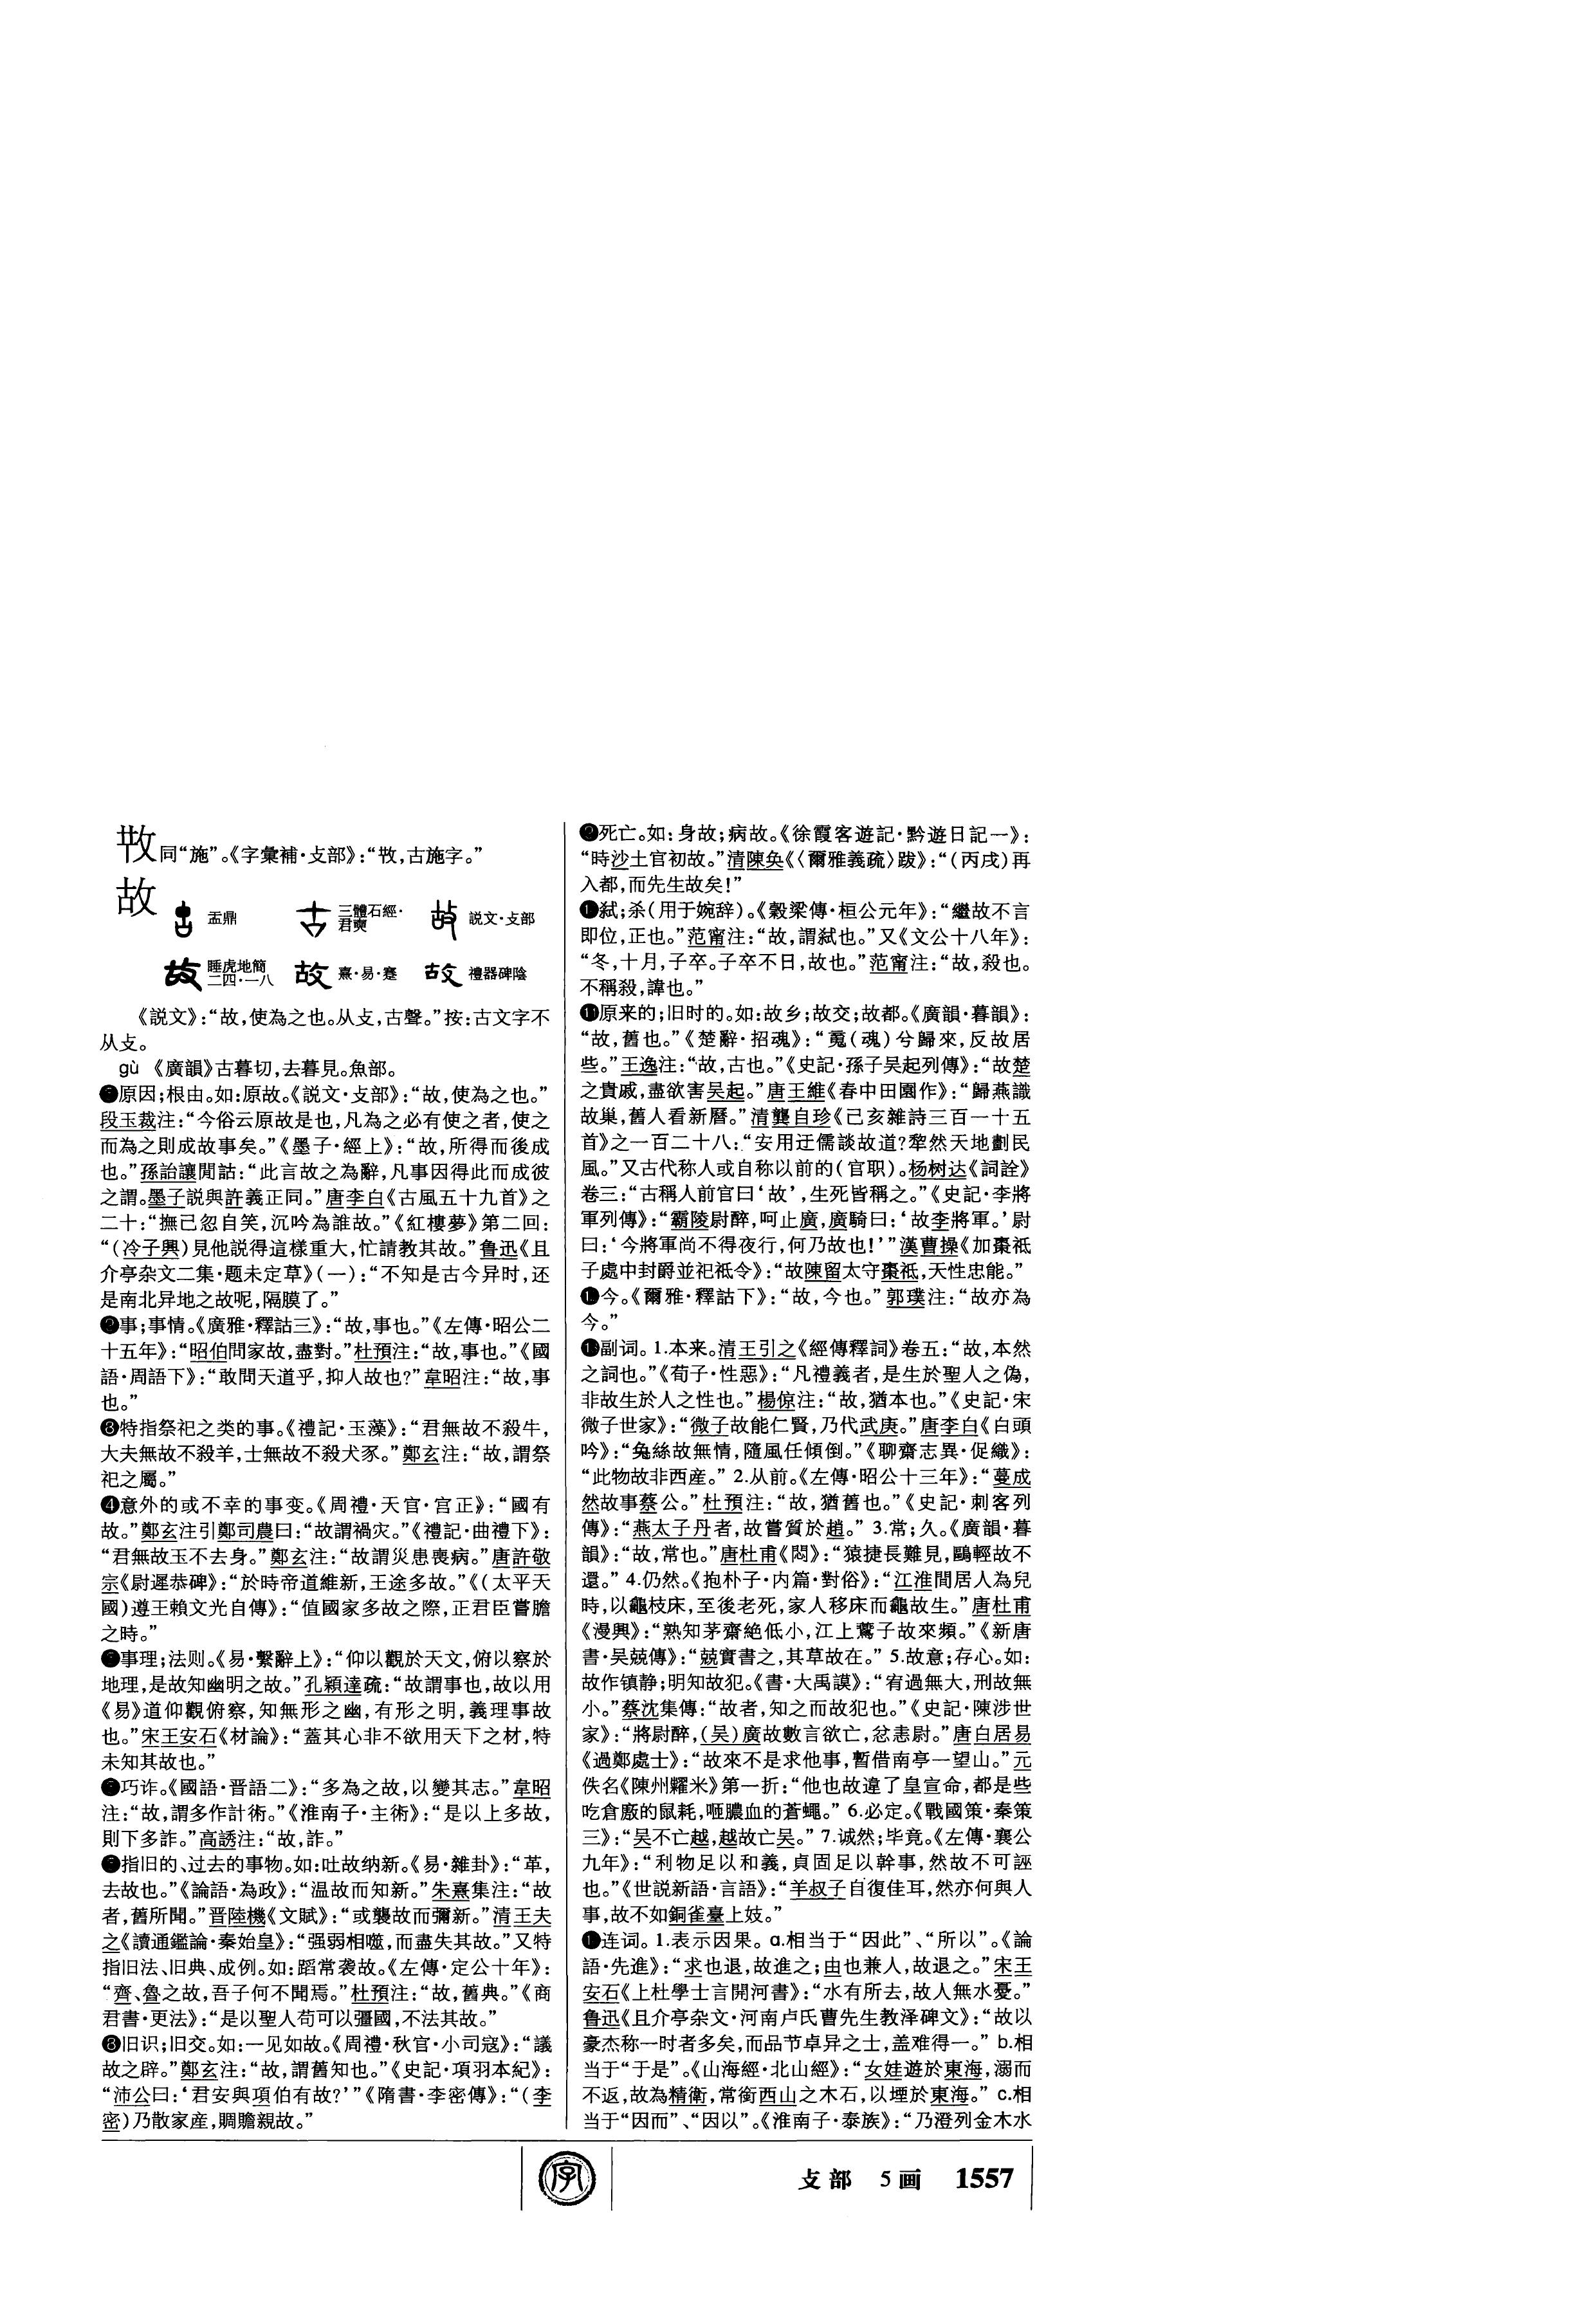 𢻱同“施”。《字彙補·攴部》：“𢻱，古施字。”
故
盂鼎 三體石經·君奭 説文·攴部
睡虎地簡二四·一八 熹·易·蹇 禮器碑陰
《説文》：“故，使為之也。从攴，古聲。”按：古文字不
从攴。
gù 《廣韻》古暮切，去暮見。魚部。
❶原因；根由。如：原故。《説文·攴部》：“故，使為之也。”
段玉裁注：“今俗云原故是也，凡為之必有使之者，使之
而為之則成故事矣。”《墨子·經上》：“故，所得而後成
也。”孫詒讓閒詁：“此言故之為辭，凡事因得此而成彼
之謂。墨子説與許義正同。”唐李白《古風五十九首》之
二十：“撫己忽自笑，沉吟為誰故。”《紅樓夢》第二回：
“（冷子興）見他説得這樣重大，忙請教其故。”鲁迅《且
介亭杂文二集·题未定草》（一）：“不知是古今异时，还
是南北异地之故呢，隔膜了。”
❷事；事情。《廣雅·釋詁三》：“故，事也。”《左傳·昭公二
十五年》：“昭伯問家故，盡對。”杜預注：“故，事也。”《國
語·周語下》：“敢問天道乎，抑人故也？”韋昭注：“故，事
也。”
❸特指祭祀之类的事。《禮記·玉藻》：“君無故不殺牛，
大夫無故不殺羊，士無故不殺犬豕。”鄭玄注：“故，謂祭
祀之屬。”
❹意外的或不幸的事变。《周禮·天官·宫正》：“國有
故。”鄭玄注引鄭司農曰：“故謂禍灾。”《禮記·曲禮下》：
“君無故玉不去身。”鄭玄注：“故謂災患喪病。”唐許敬
宗《尉遲恭碑》：“於時帝道維新，王途多故。”《（太平天
國）遵王賴文光自傳》：“值國家多故之際，正君臣嘗膽
之時。”
❺事理；法则。《易·繫辭上》：“仰以觀於天文，俯以察於
地理，是故知幽明之故。”孔穎達疏：“故謂事也，故以用
《易》道仰觀俯察，知無形之幽，有形之明，義理事故
也。”宋王安石《材論》：“蓋其心非不欲用天下之材，特
未知其故也。”
❻巧诈。《國語·晋語二》：“多為之故，以變其志。”韋昭
注：“故，謂多作計術。”《淮南子·主術》：“是以上多故，
則下多詐。”高誘注：“故，詐。”
❼指旧的、过去的事物。如：吐故纳新。《易·雜卦》：“革，
去故也。”《論語·為政》：“温故而知新。”朱熹集注：“故
者，舊所聞。”晋陸機《文賦》：“或襲故而彌新。”清王夫
之《讀通鑑論·秦始皇》：“强弱相噬，而盡失其故。”又特
指旧法、旧典、成例。如：蹈常袭故。《左傳·定公十年》：
“齊、魯之故，吾子何不聞焉。”杜預注：“故，舊典。”《商
君書·更法》：“是以聖人苟可以彊國，不法其故。”
❽旧识；旧交。如：一见如故。《周禮·秋官·小司寇》：“議
故之辟。”鄭玄注：“故，謂舊知也。”《史記·項羽本紀》：
“沛公曰：‘君安與項伯有故？’”《隋書·李密傳》：“（李
密）乃散家産，賙贍親故。”
❾死亡。如：身故；病故。《徐霞客遊記·黔遊日記一》：
“時沙土官初故。”清陳奂《〈爾雅義疏〉跋》：“（丙戌）再
入都，而先生故矣！”
❿弑；杀（用于婉辞）。《穀梁傳·桓公元年》：“繼故不言
即位，正也。”范甯注：“故，謂弑也。”又《文公十八年》：
“冬，十月，子卒。子卒不日，故也。”范甯注：“故，殺也。
不稱殺，諱也。”
⓫原来的；旧时的。如：故乡；故交；故都。《廣韻·暮韻》：
“故，舊也。”《楚辭·招魂》：“䰟（魂）兮歸來，反故居
些。”王逸注：“故，古也。”《史記·孫子吴起列傳》：“故楚
之貴戚，盡欲害吴起。”唐王維《春中田園作》：“歸燕識
故巢，舊人看新曆。”清龔自珍《己亥雜詩三百一十五
首》之一百二十八：“安用迂儒談故道？犂然天地劃民
風。”又古代称人或自称以前的（官职）。杨树达《詞詮》
卷三：“古稱人前官曰‘故’，生死皆稱之。”《史記·李將
軍列傳》：“霸陵尉醉，呵止廣，廣騎曰：‘故李將軍。’尉
曰：‘今將軍尚不得夜行，何乃故也！’”漢曹操《加棗祗
子處中封爵並祀祗令》：“故陳留太守棗祗，天性忠能。”
⓬今。《爾雅·釋詁下》：“故，今也。”郭璞注：“故亦為
今。”
⓭副词。1.本来。清王引之《經傳釋詞》卷五：“故，本然
之詞也。”《荀子·性惡》：“凡禮義者，是生於聖人之偽，
非故生於人之性也。”楊倞注：“故，猶本也。”《史記·宋
微子世家》：“微子故能仁賢，乃代武庚。”唐李白《白頭
吟》：“兔絲故無情，隨風任傾倒。”《聊齋志異·促織》：
“此物故非西産。” 2.从前。《左傳·昭公十三年》：“蔓成
然故事蔡公。”杜預注：“故，猶舊也。”《史記·刺客列
傳》：“燕太子丹者，故嘗質於趙。” 3.常；久。《廣韻·暮
韻》：“故，常也。”唐杜甫《悶》：“猿捷長難見，鷗輕故不
還。” 4.仍然。《抱朴子·内篇·對俗》：“江淮間居人為兒
時，以龜枝床，至後老死，家人移床而龜故生。”唐杜甫
《漫興》：“熟知茅齋絶低小，江上鷰子故來頻。”《新唐
書·吴兢傳》：“兢實書之，其草故在。” 5.故意；存心。如：
故作镇静；明知故犯。《書·大禹謨》：“宥過無大，刑故無
小。”蔡沈集傳：“故者，知之而故犯也。”《史記·陳涉世
家》：“將尉醉，（吴）廣故數言欲亡，忿恚尉。”唐白居易
《過鄭處士》：“故來不是求他事，暫借南亭一望山。”元
佚名《陳州糶米》第一折：“他也故違了皇宣命，都是些
吃倉廒的鼠耗，咂膿血的蒼蠅。” 6.必定。《戰國策·秦策
三》：“吴不亡越，越故亡吴。” 7.诚然；毕竟。《左傳·襄公
九年》：“利物足以和義，貞固足以幹事，然故不可誣
也。”《世説新語·言語》：“羊叔子自復佳耳，然亦何與人
事，故不如銅雀臺上妓。”
⓮连词。1.表示因果。 a.相当于“因此”、“所以”。《論
語·先進》：“求也退，故進之；由也兼人，故退之。”宋王
安石《上杜學士言開河書》：“水有所去，故人無水憂。”
鲁迅《且介亭杂文·河南卢氏曹先生教泽碑文》：“故以
豪杰称一时者多矣，而品节卓异之士，盖难得一。” b.相
当于“于是”。《山海經·北山經》：“女娃遊於東海，溺而
不返，故為精衛，常銜西山之木石，以堙於東海。” c.相
当于“因而”、“因以”。《淮南子·泰族》：“乃澄列金木水
字
攴部 5画 1557